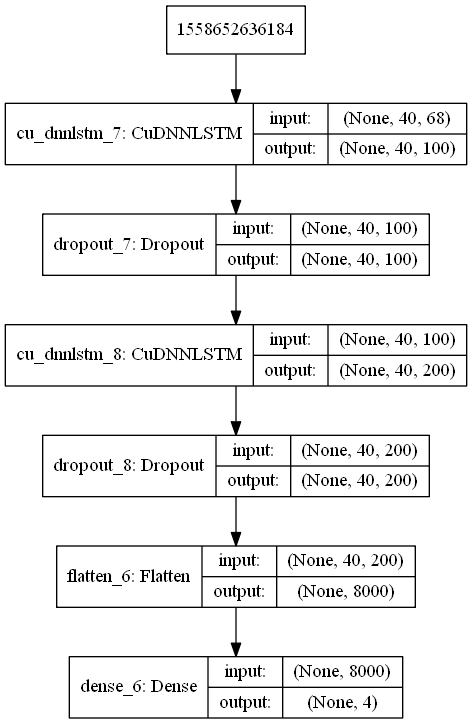 1558652636184
cu_dnnlstm_7: CuDNNLSTM
input: (None, 40, 68)
output: (None, 40, 100)
dropout_7: Dropout
input: (None, 40, 100)
output: (None, 40, 100)
cu_dnnlstm_8: CuDNNLSTM
input: (None, 40, 100)
output: (None, 40, 200)
dropout_8: Dropout
input: (None, 40, 200)
output: (None, 40, 200)
flatten_6: Flatten
input: (None, 40, 200)
output: (None, 8000)
dense_6: Dense
input: (None, 8000)
output: (None, 4)